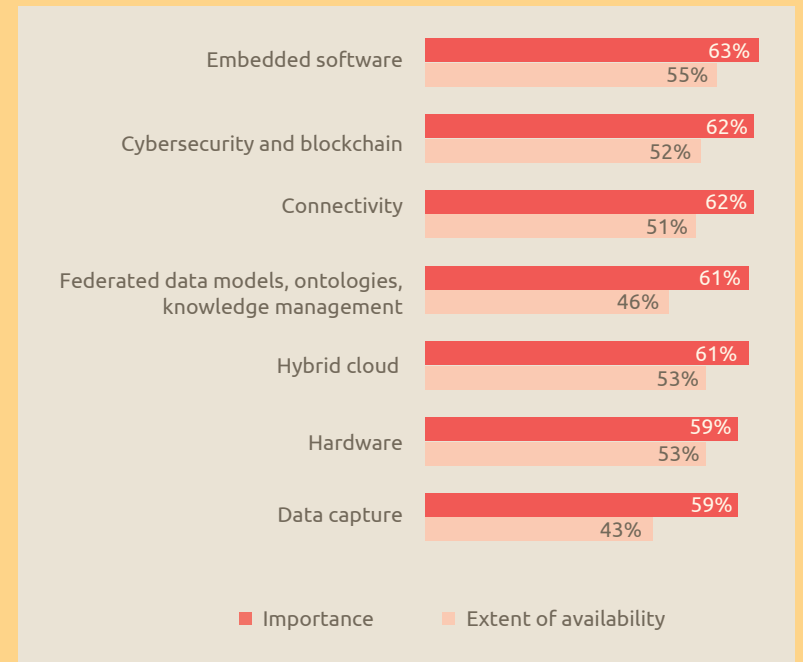 Embedded software
63%
55%
Cybersecurity and blockchain
62%
52%
Connectivity
62%
51%
Federated data models, ontologies,
knowledge management
61%
46%
Hybrid cloud
61%
53%
Hardware
59%
53%
Data capture
59%
43%
Importance
Extent of availability